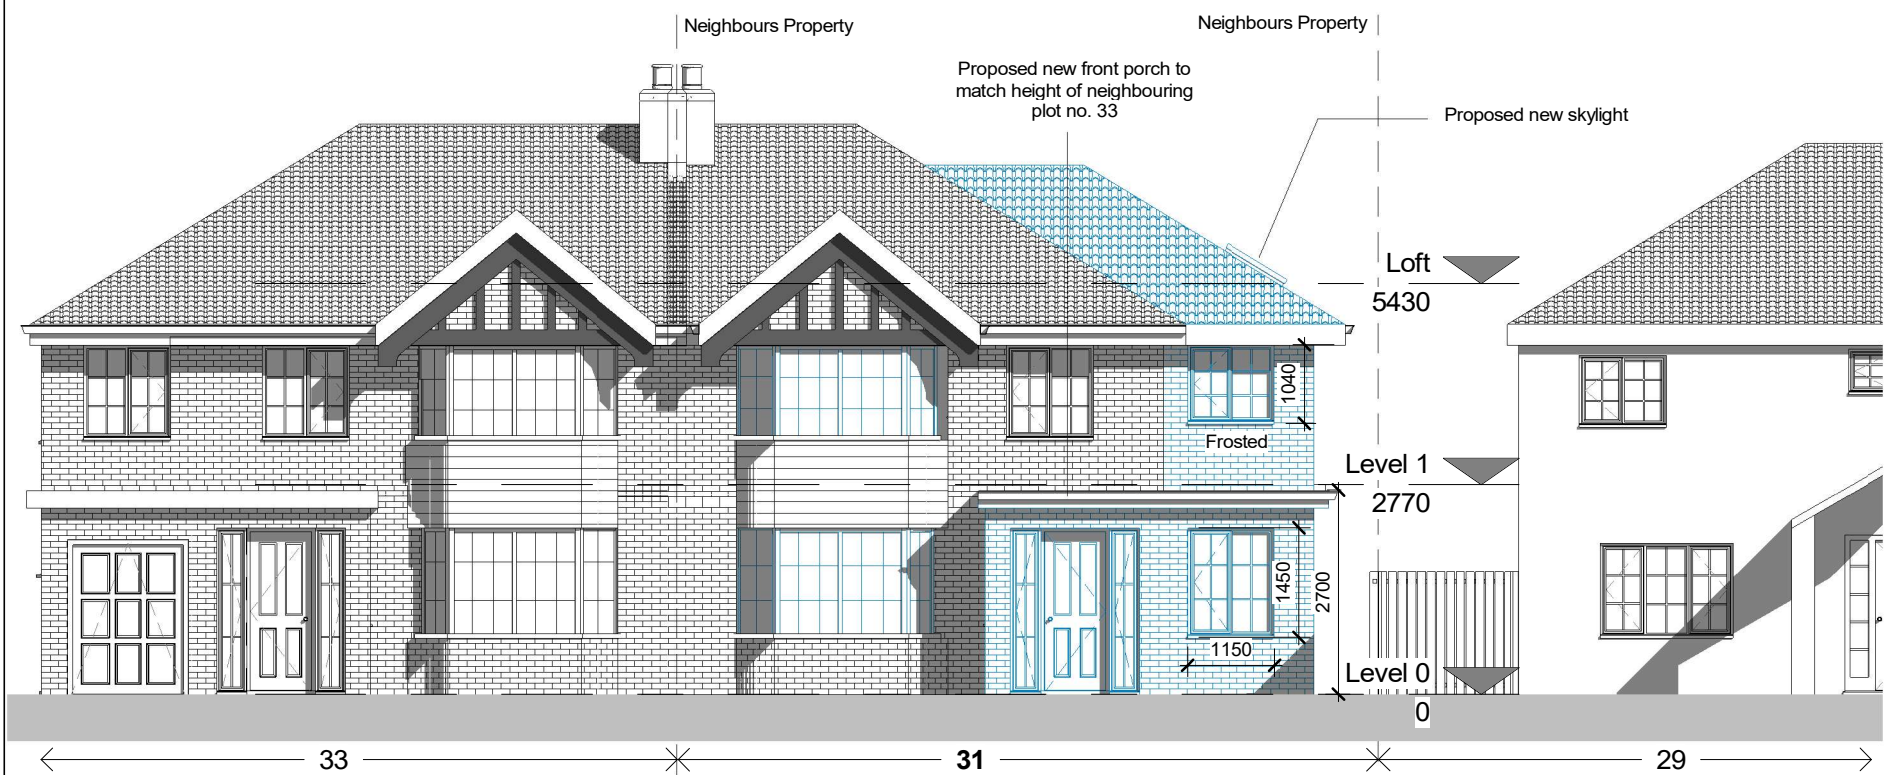 Neighbours Property
Neighbours Property
Proposed new front porch to
match height of neighbouring
plot no. 33
Proposed new skylight
Loft
5430
1040
Frosted
Level 1
2770
1450
2700
1150
Level 0
0
33
31
29